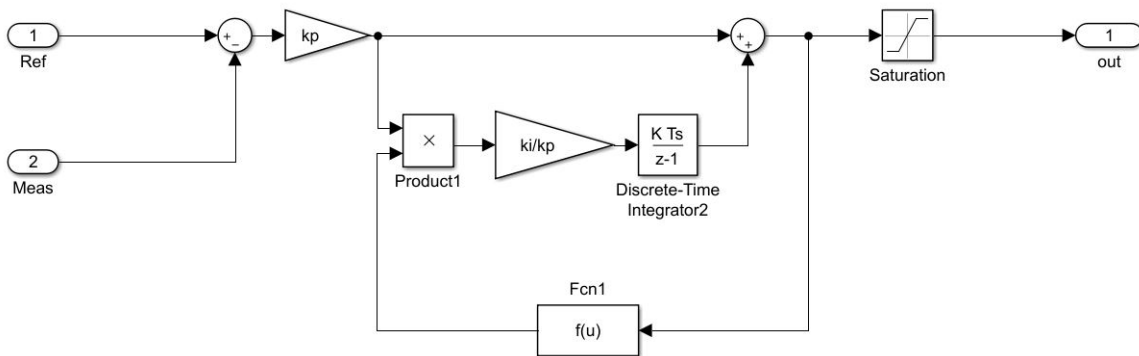 1
Ref
+
−
kp
+
+
Saturation
1
out
2
Meas
×
Product1
ki/kp
K Ts
z-1
Discrete-Time
Integrator2
Fcn1
f(u)